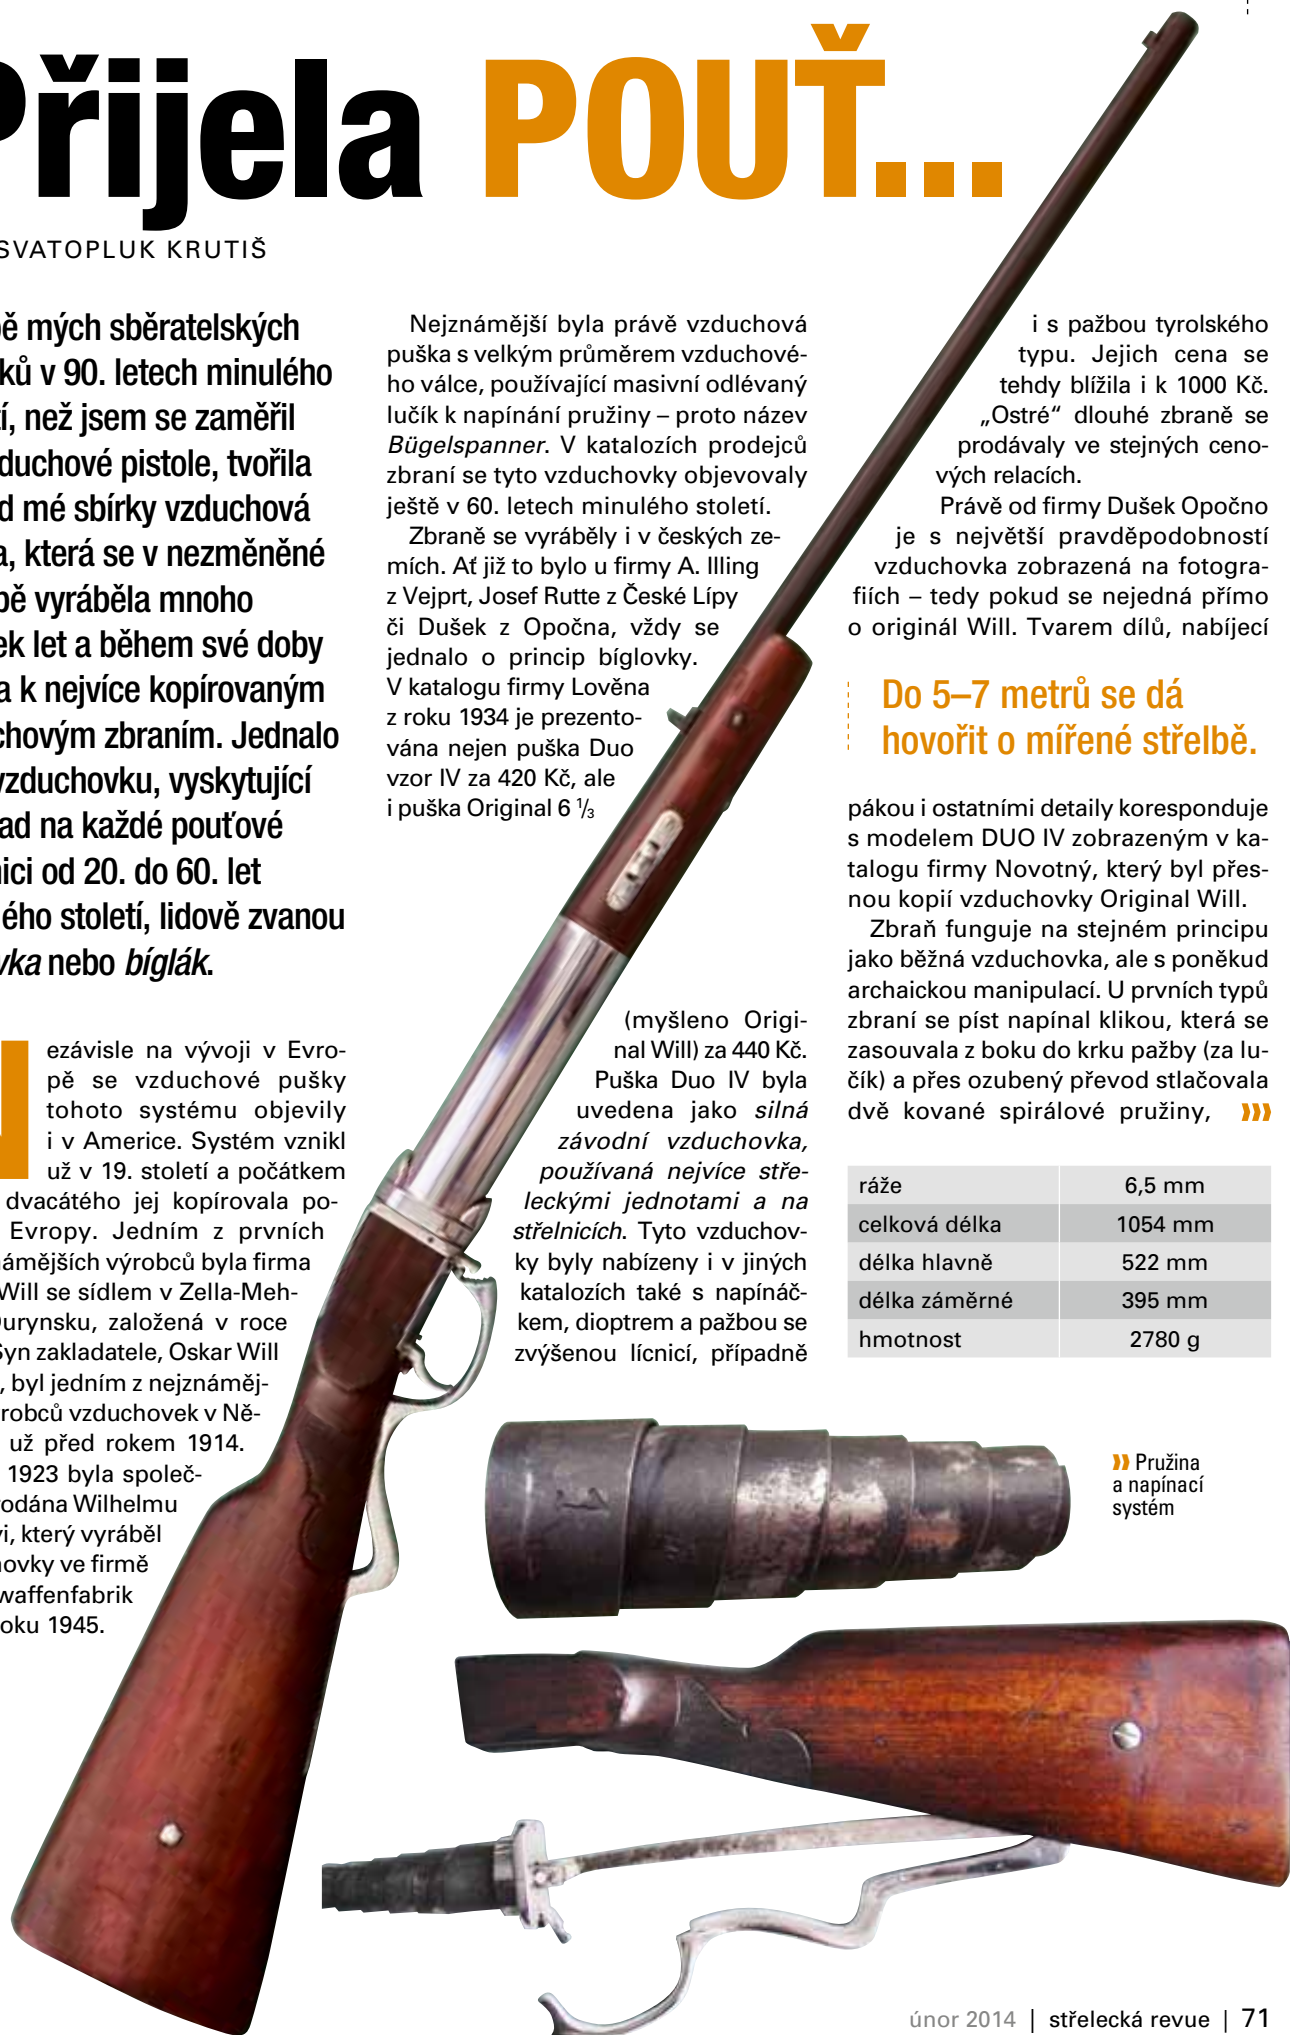 Přijela POUŤ...
SVATOPLUK KRUTIŠ
mých sběratelských
v 90. letech minulého
než jsem se zaměřil
pistole, tvořila
mé sbírky vzduchová
která se v nezměněné
vyráběla mnoho
let a během své doby
k nejvíce kopírovaným
zbraním. Jednalo
vzduchovku, vyskytující
na každé pouťové
od 20. do 60. let
století, lidově zvanou
nebo bíglák.
Nezávisle na vývoji v Evro-
pě se vzduchové pušky
tohoto systému objevily
i v Americe. Systém vznikl
už v 19. století a počátkem
dvacátého jej kopírovala po-
Evropy. Jedním z prvních
výrobců byla firma
Will se sídlem v Zella-Meh-
založená v roce
Syn zakladatele, Oskar Will
byl jedním z nejznáměj-
vzduchovek v Ně-
už před rokem 1914.
1923 byla společ-
Wilhelmu
který vyráběl
ve firmě
1945.
Nejznámější byla právě vzduchová
puška s velkým průměrem vzduchové-
ho válce, používající masivní odlévaný
lučík k napínání pružiny – proto název
Bügelspanner. V katalozích prodejců
zbraní se tyto vzduchovky objevovaly
ještě v 60. letech minulého století.
Zbraně se vyráběly i v českých ze-
mích. Ať již to bylo u firmy A. Illing
z Vejprt, Josef Rutte z České Lípy
či Dušek z Opočna, vždy se
jednalo o princip bíglovky.
V katalogu firmy Lověna
z roku 1934 je prezento-
vána nejen puška Duo
vzor IV za 420 Kč, ale
i puška Original 6 1/3
(myšleno Origi-
nal Will) za 440 Kč.
Puška Duo IV byla
uvedena jako silná
závodní vzduchovka,
používaná nejvíce stře-
leckými jednotami a na
střelnicích. Tyto vzduchov-
ky byly nabízeny i v jiných
katalozích také s napínáč-
kem, dioptrem a pažbou se
zvýšenou lícnicí, případně
i s pažbou tyrolského
typu. Jejich cena se
tehdy blížila i k 1000 Kč.
„Ostré“ dlouhé zbraně se
prodávaly ve stejných ceno-
vých relacích.
Právě od firmy Dušek Opočno
je s největší pravděpodobností
vzduchovka zobrazená na fotogra-
fiích – tedy pokud se nejedná přímo
o originál Will. Tvarem dílů, nabíjecí
Do 5–7 metrů se dá
hovořit o mířené střelbě.
pákou i ostatními detaily koresponduje
s modelem DUO IV zobrazeným v ka-
talogu firmy Novotný, který byl přes-
nou kopií vzduchovky Original Will.
Zbraň funguje na stejném principu
jako běžná vzduchovka, ale s poněkud
archaickou manipulací. U prvních typů
zbraní se píst napínal klikou, která se
zasouvala z boku do krku pažby (za lu-
čík) a přes ozubený převod stlačovala
dvě kované spirálové pružiny,
ráže 6,5 mm
celková délka 1054 mm
délka hlavně 522 mm
délka záměrné 395 mm
hmotnost 2780 g
Pružina
a napínací
systém
únor 2014 | střelecká revue | 71